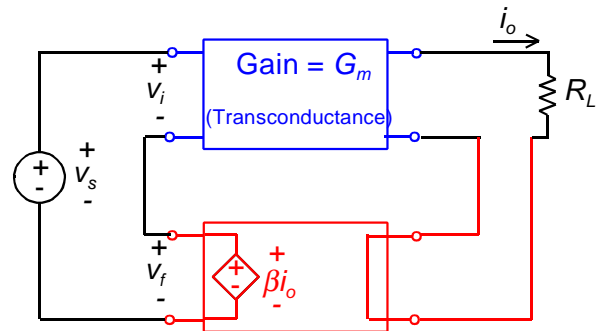 i_o
+
Gain = G_m
v_i
R_L
-
(Transconductance)
+
-
+
v_s
-
+
v_f
-
+
-
+
βi_o
-